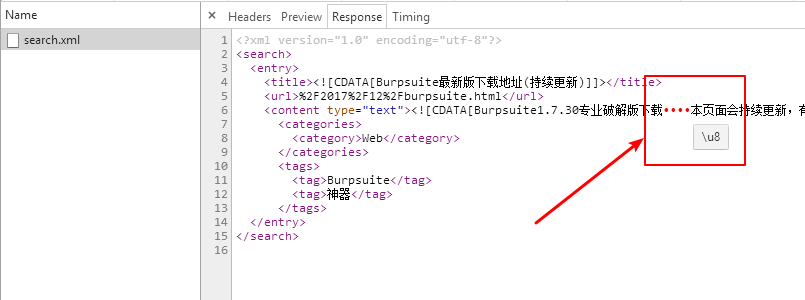 Name
search.xml
× Headers Preview Response Timing
1 <?xml version="1.0" encoding="utf-8"?>
2 <search>
3 <entry>
4 <title><![CDATA[Burpsuite最新版下载地址(持续更新)]]></title>
5 <url>%2F2017%2F12%2Fburpsuite.html</url>
6 <content type="text"><![CDATA[Burpsuite1.7.30专业破解版下载••••本页面会持续更新，有
7 <categories>
8 <category>Web</category>
9 </categories>
10 <tags>
11 <tag>Burpsuite</tag>
12 <tag>神器</tag>
13 </tags>
14 </entry>
15 </search>
16
\u8